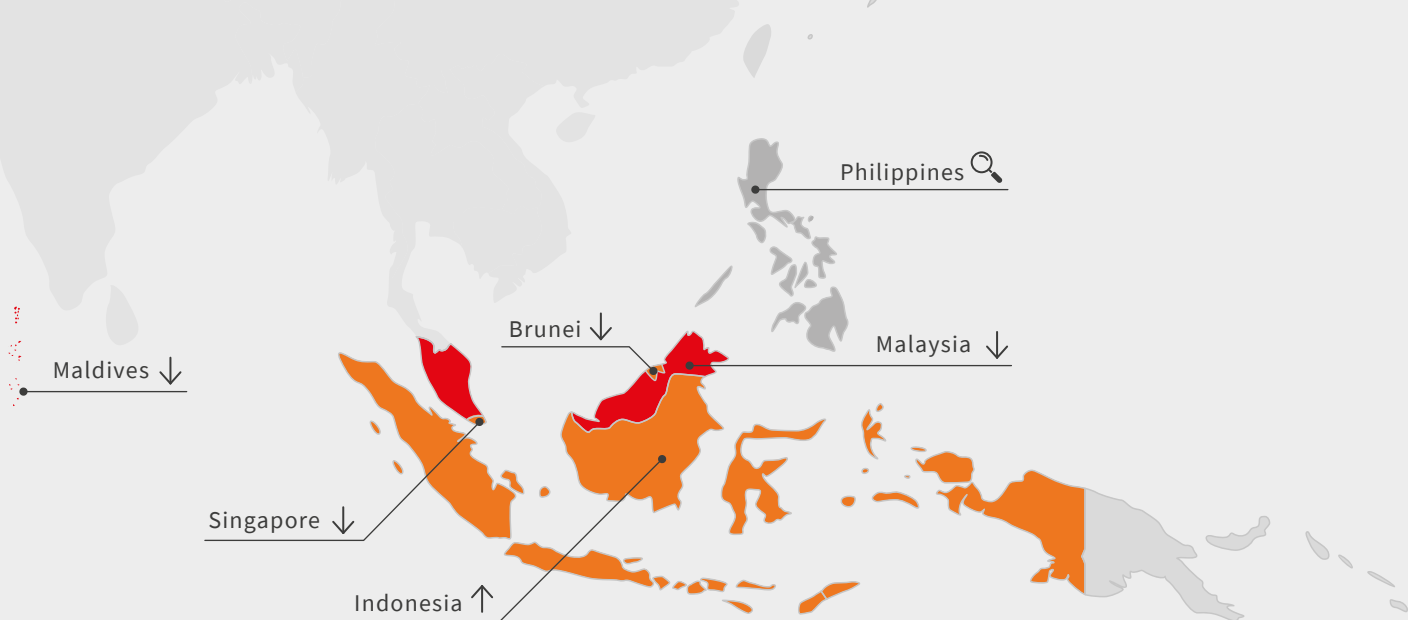 Philippines
Brunei ↓
Malaysia ↓
Maldives ↓
Singapore ↓
Indonesia ↑